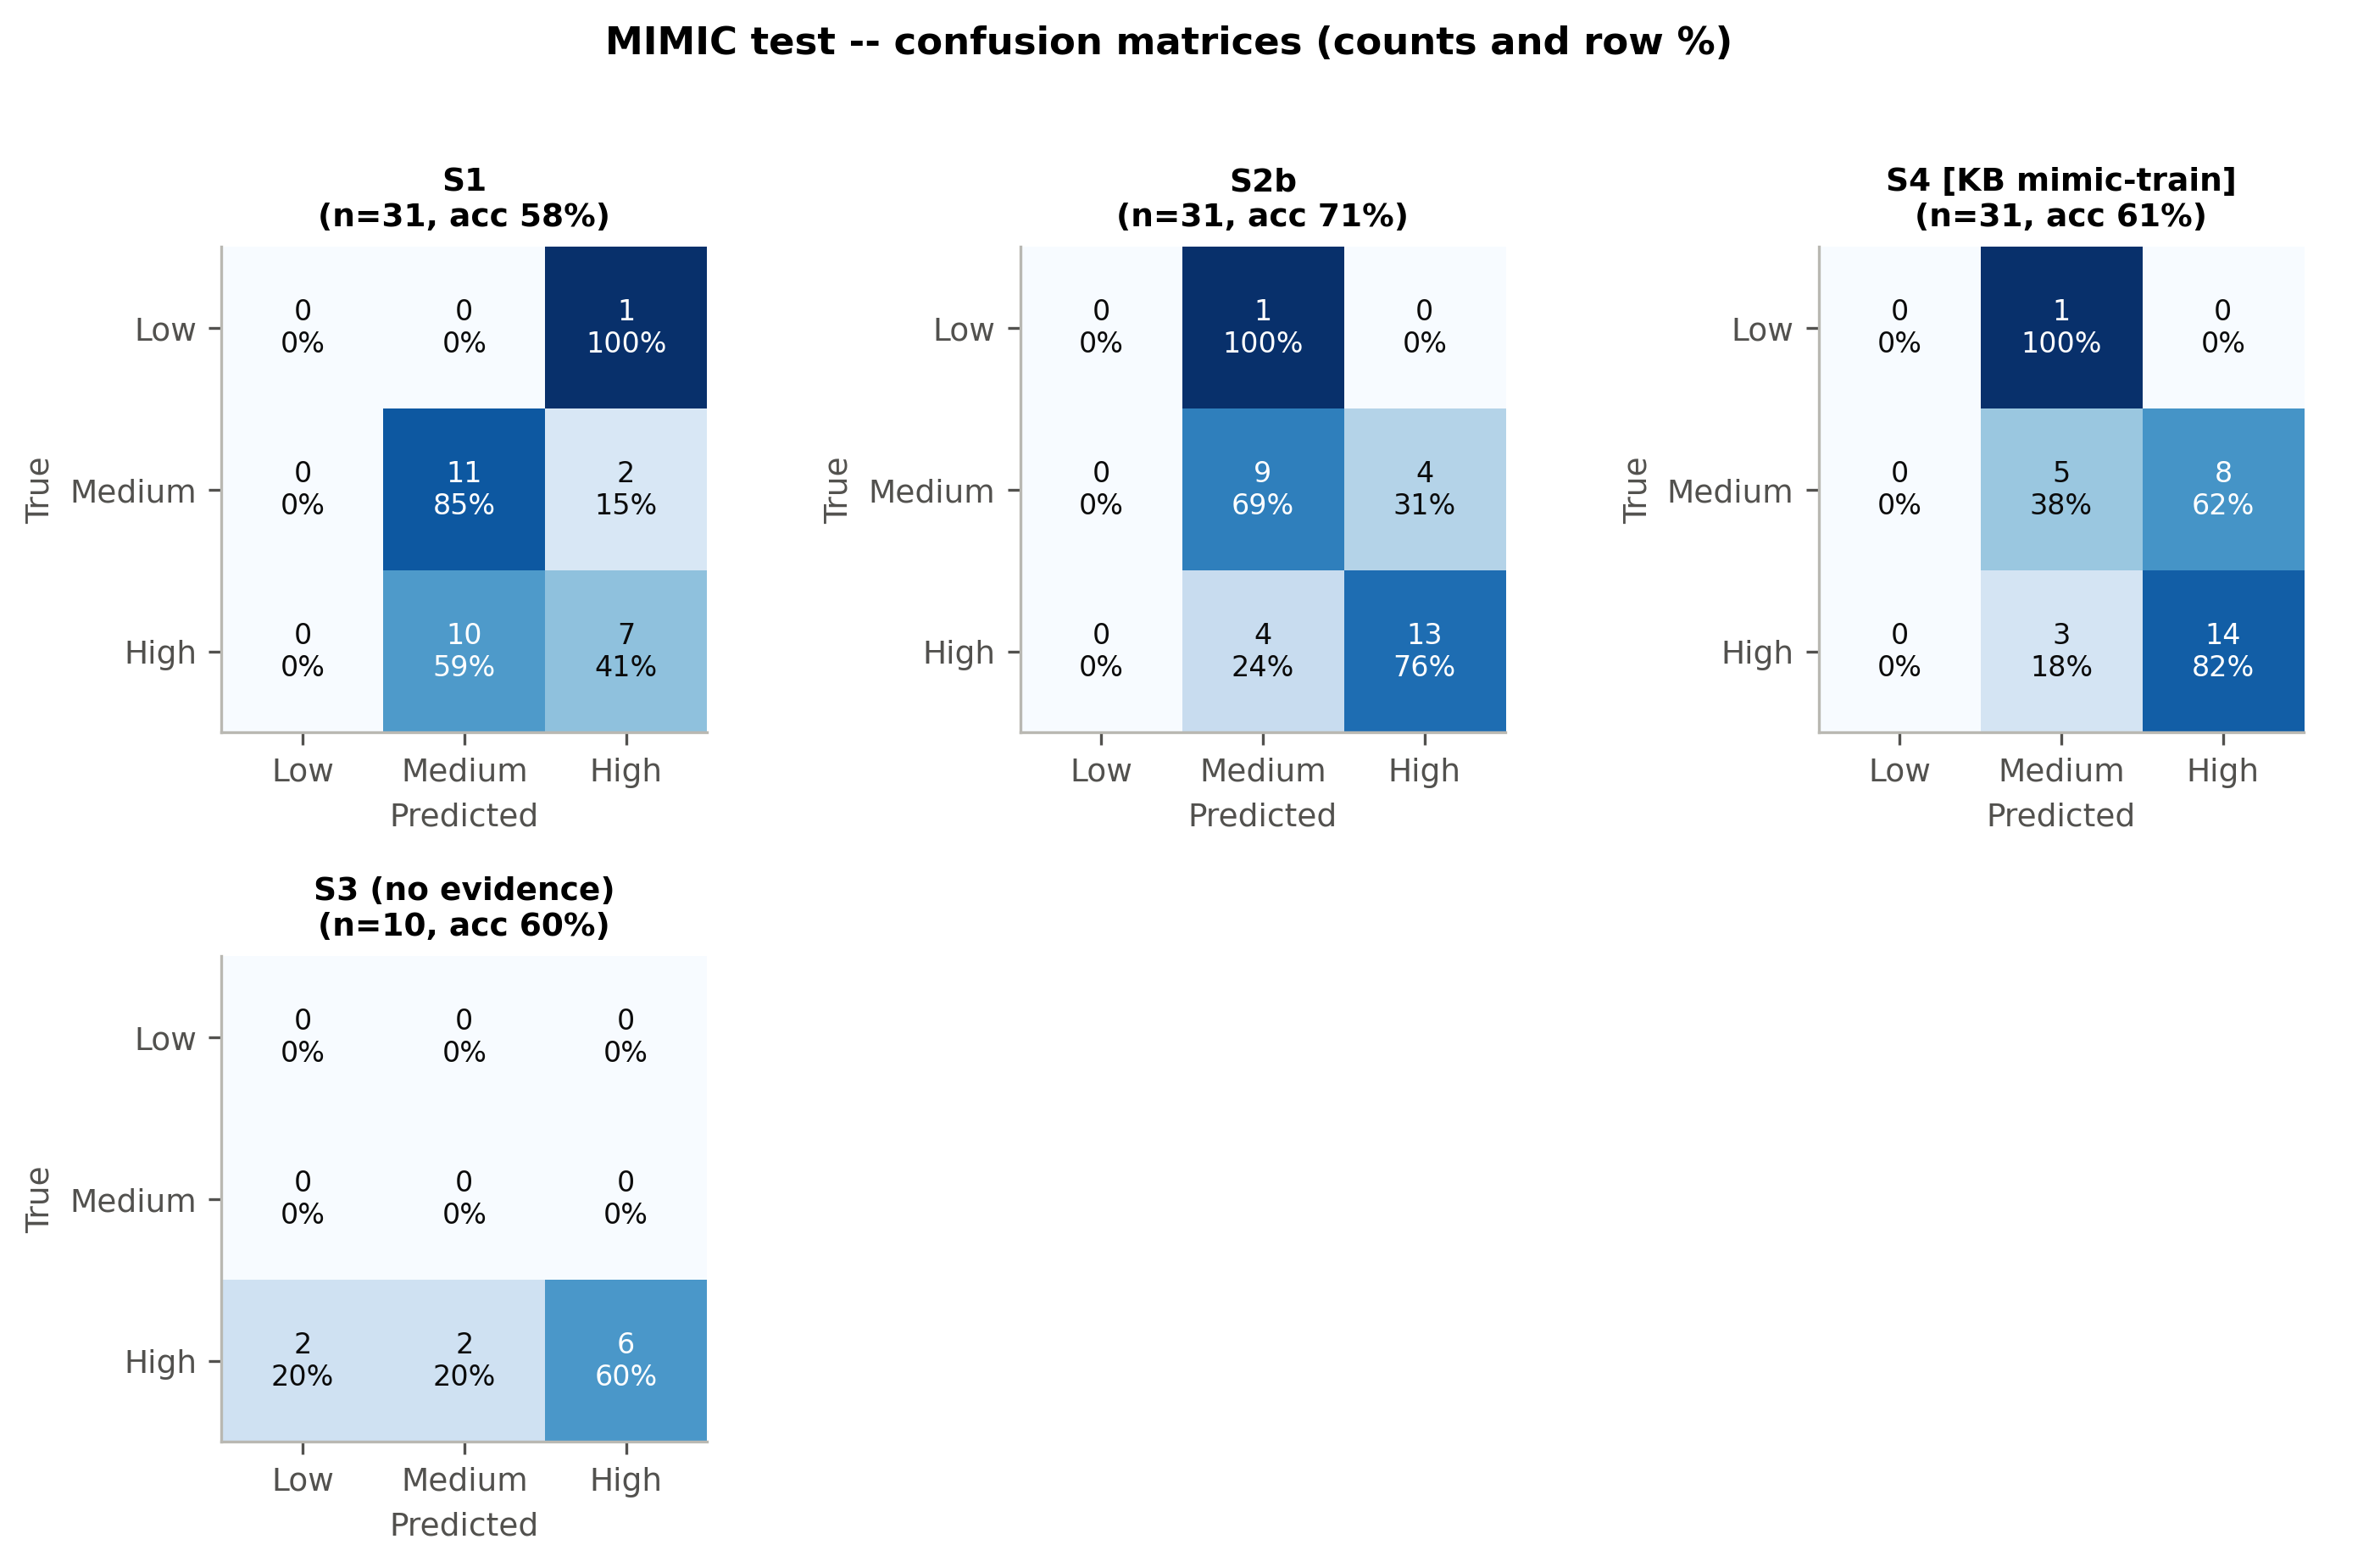 MIMIC test -- confusion matrices (counts and row %)
S1
(n=31, acc 58%)
True
Low
Medium
High
0
0%
0
0%
1
100%
0
0%
11
85%
2
15%
0
0%
10
59%
7
41%
Low Medium High
Predicted
S2b
(n=31, acc 71%)
True
Low
Medium
High
0
0%
1
100%
0
0%
0
0%
9
69%
4
31%
0
0%
4
24%
13
76%
Low Medium High
Predicted
S4 [KB mimic-train]
(n=31, acc 61%)
True
Low
Medium
High
0
0%
1
100%
0
0%
0
0%
5
38%
8
62%
0
0%
3
18%
14
82%
Low Medium High
Predicted
S3 (no evidence)
(n=10, acc 60%)
True
Low
Medium
High
0
0%
0
0%
0
0%
0
0%
0
0%
0
0%
2
20%
2
20%
6
60%
Low Medium High
Predicted